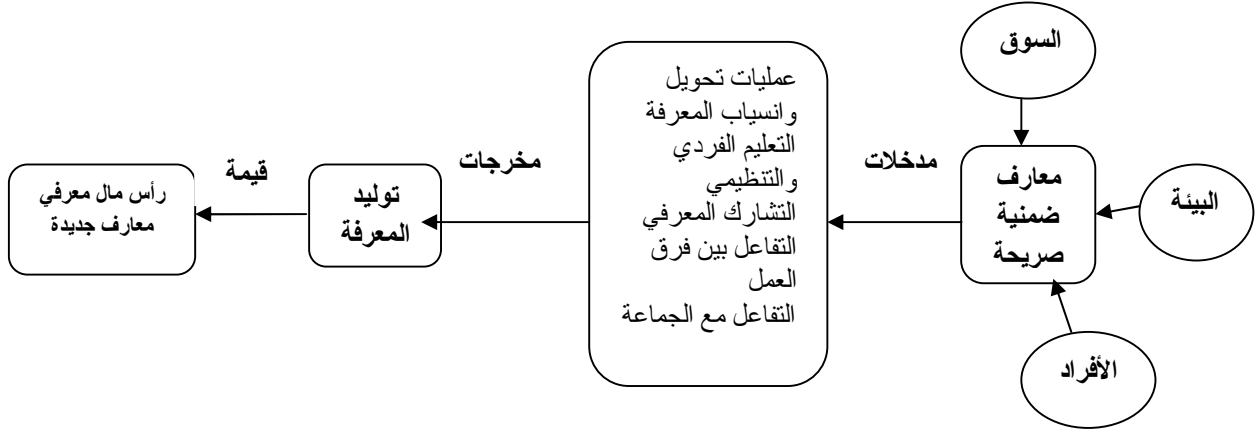 السوق
البيئة
الأفراد
معارف
ضمنية
صريحة
مدخلات
عمليات تحويل
وانسياب المعرفة
التعليم الفردي
والتنظيمي
التشارك المعرفي
التفاعل بين فرق
العمل
التفاعل مع الجماعة
مخرجات
توليد
المعرفة
قيمة
رأس مال معرفي
معارف جديدة